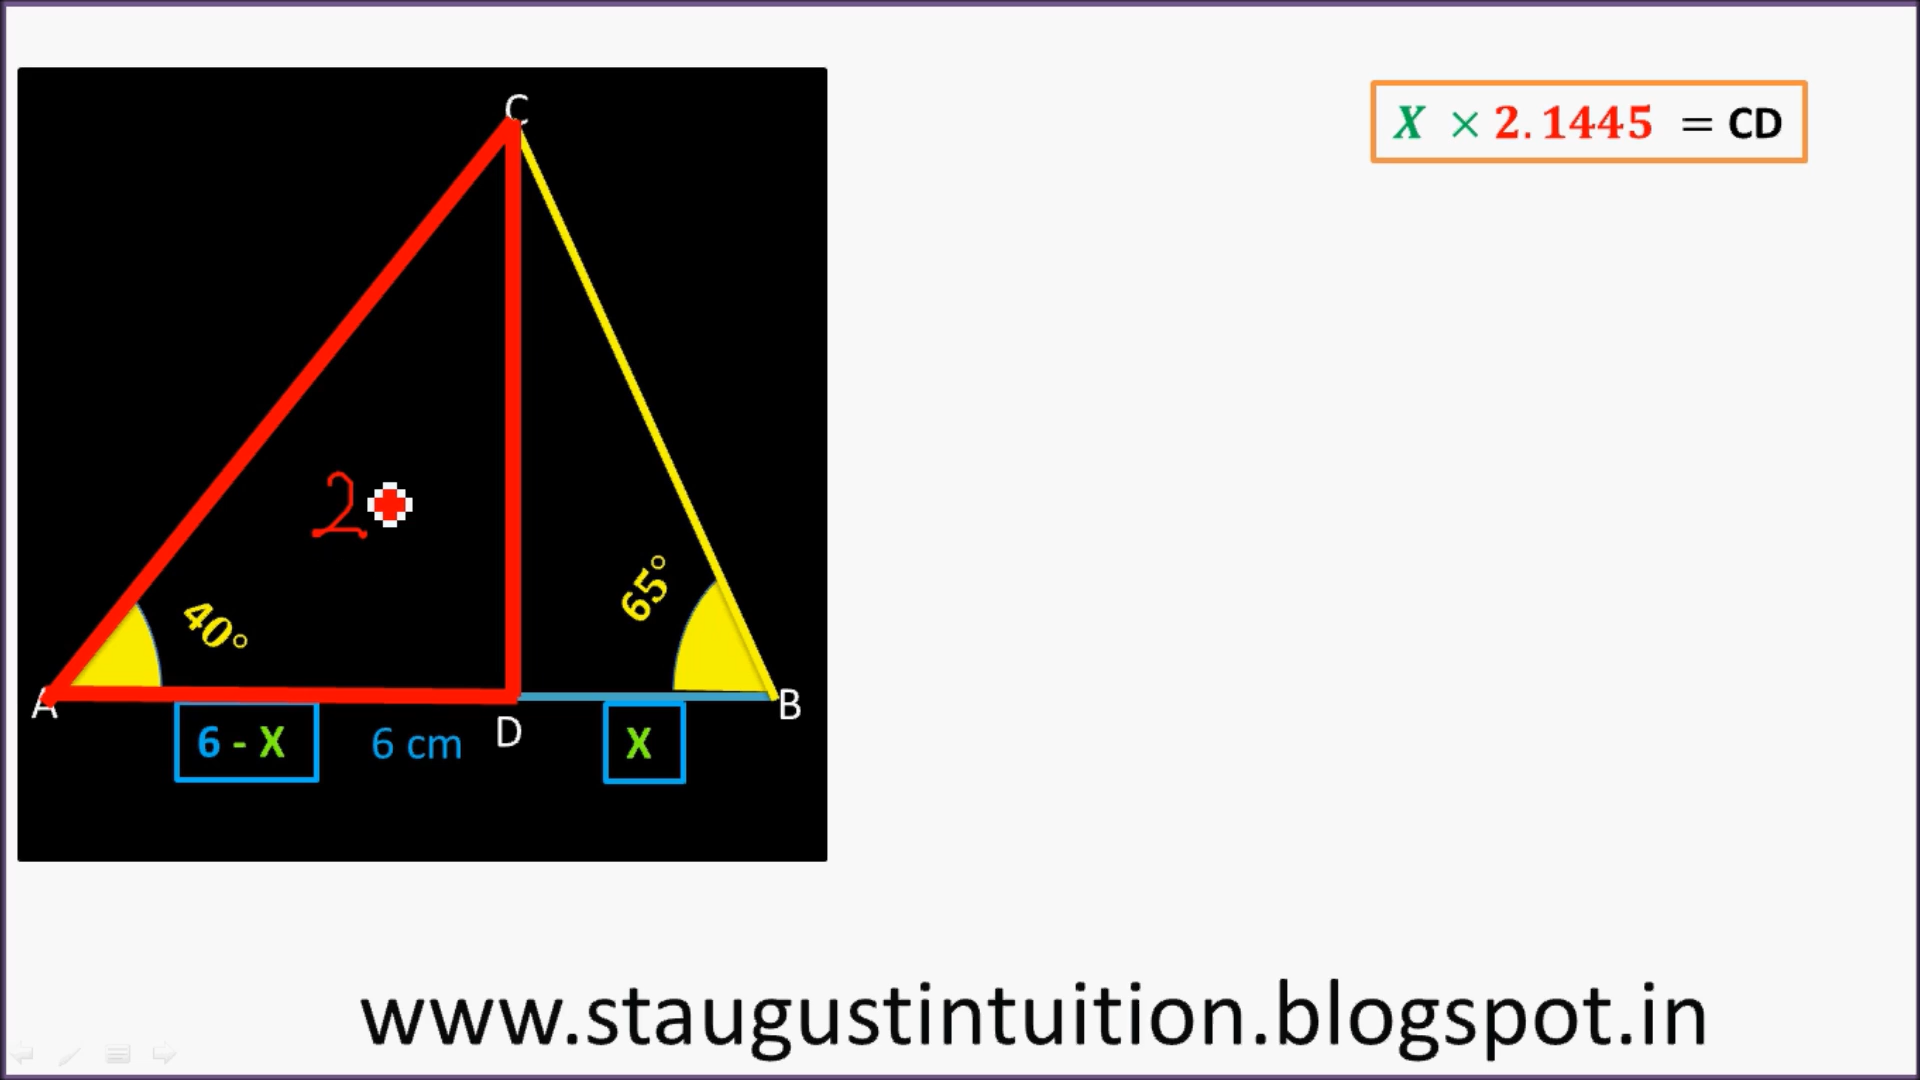 C
X × 2.1445 = CD
2
65°
40°
A
B
6 - X
6 cm
D
X
www.staugustintuition.blogspot.in